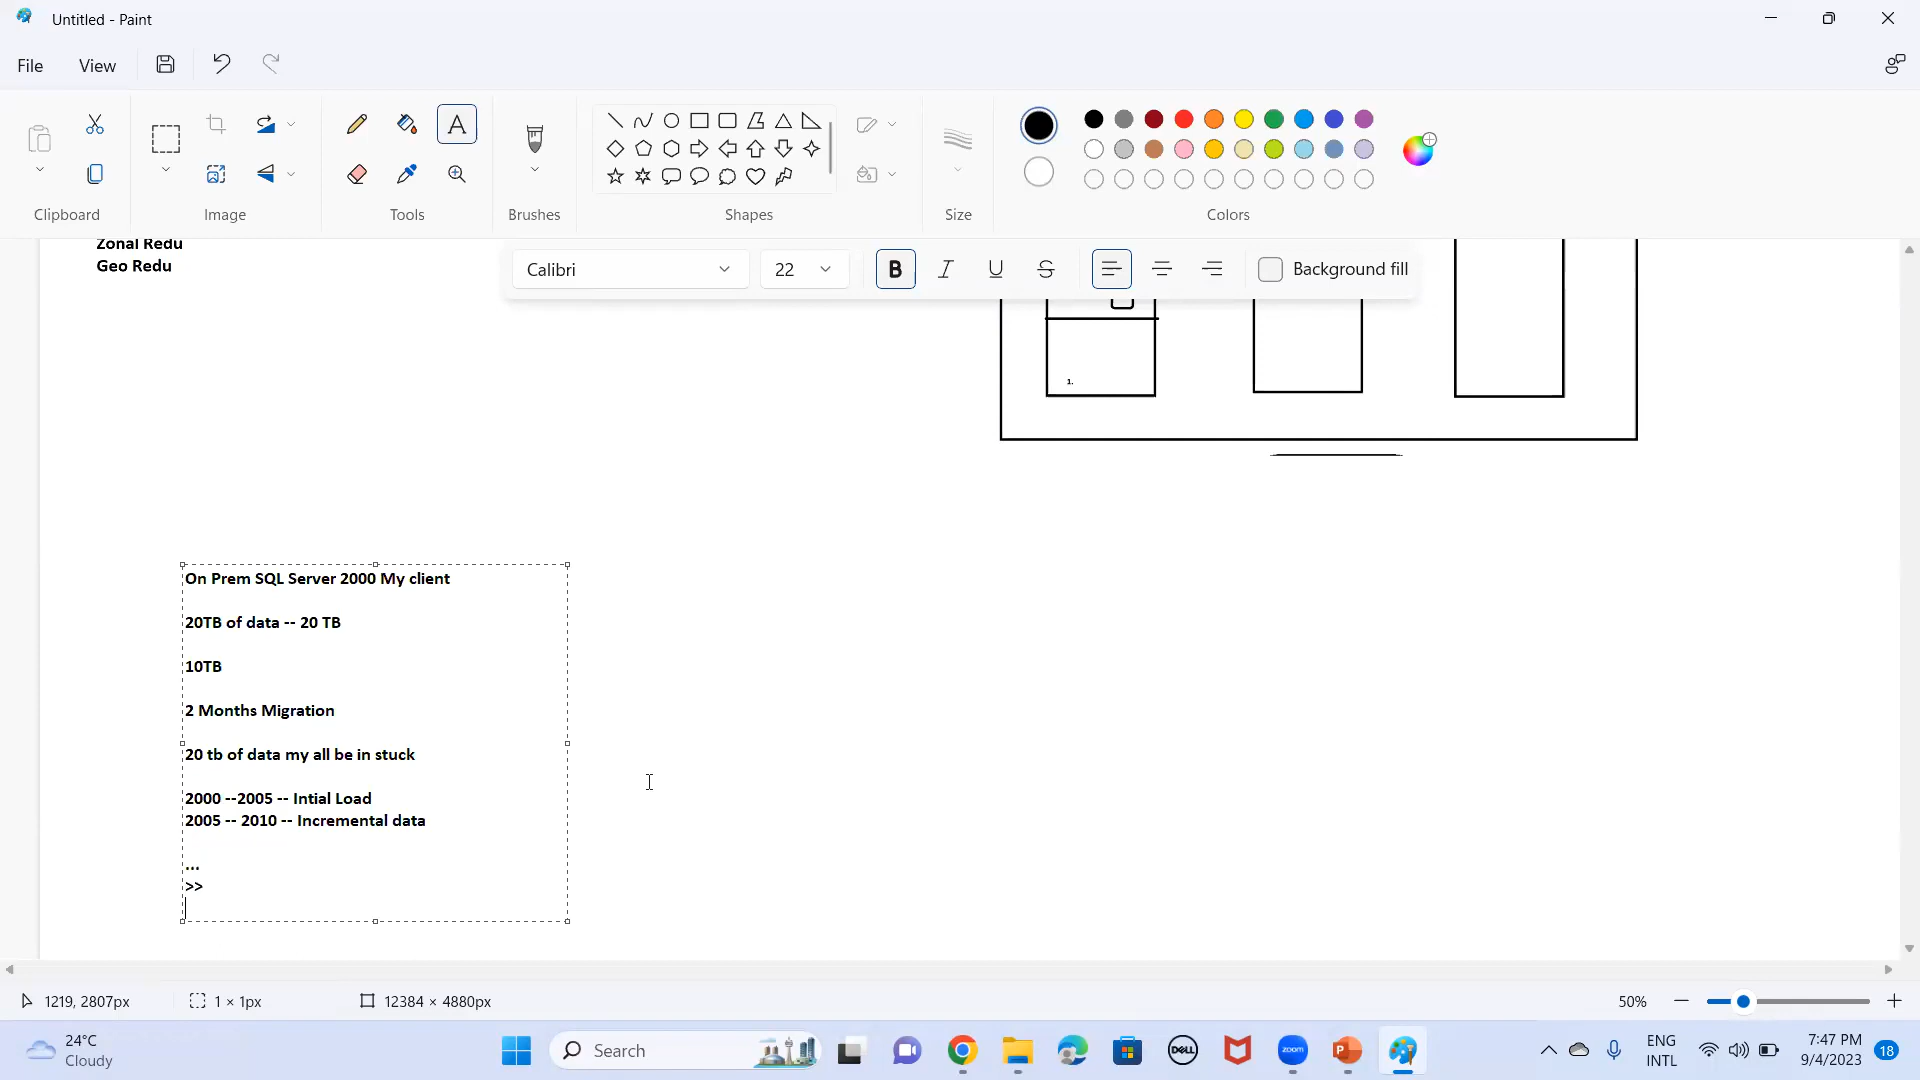 Untitled - Paint
File
View
Clipboard
Image
Tools
Brushes
Shapes
Size
Colors
Zonal Redu
Geo Redu
Calibri
22
B
Background fill
1.
On Prem SQL Server 2000 My client
20TB of data -- 20 TB
10TB
2 Months Migration
20 tb of data my all be in stuck
2000 --2005 -- Intial Load
2005 -- 2010 -- Incremental data
...
>>
1219, 2807px
1 × 1px
12384 × 4880px
50%
24°C
Cloudy
Search
DELL
zoom
ENG
INTL
7:47 PM
9/4/2023
18